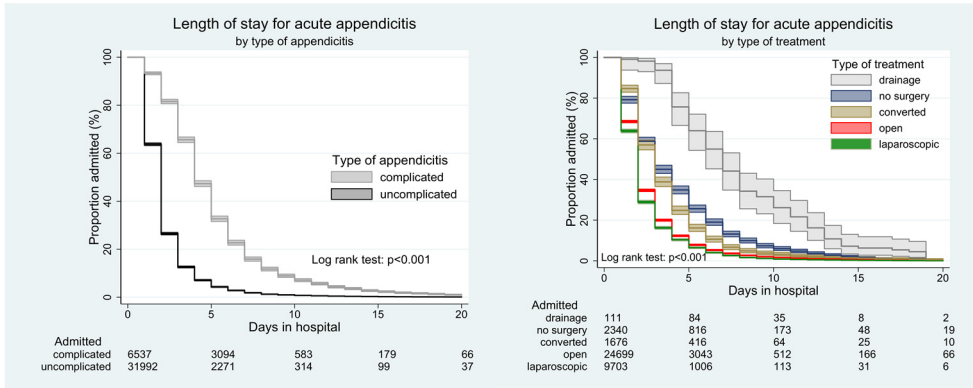 Length of stay for acute appendicitis
by type of appendicitis
Proportion admitted (%)
100
80
60
40
20
0
Type of appendicitis
complicated
uncomplicated
Log rank test: p<0.001
0 5 10 15 20
Days in hospital
Admitted
complicated 6537 3094 583 179 66
uncomplicated 31992 2271 314 99 37
Length of stay for acute appendicitis
by type of treatment
Proportion admitted (%)
100
80
60
40
20
0
Type of treatment
drainage
no surgery
converted
open
laparoscopic
Log rank test: p<0.001
0 5 10 15 20
Days in hospital
Admitted
drainage 111 84 35 8 2
no surgery 2340 816 173 48 19
converted 1676 416 64 25 10
open 24699 3043 512 166 66
laparoscopic 9703 1006 113 31 6